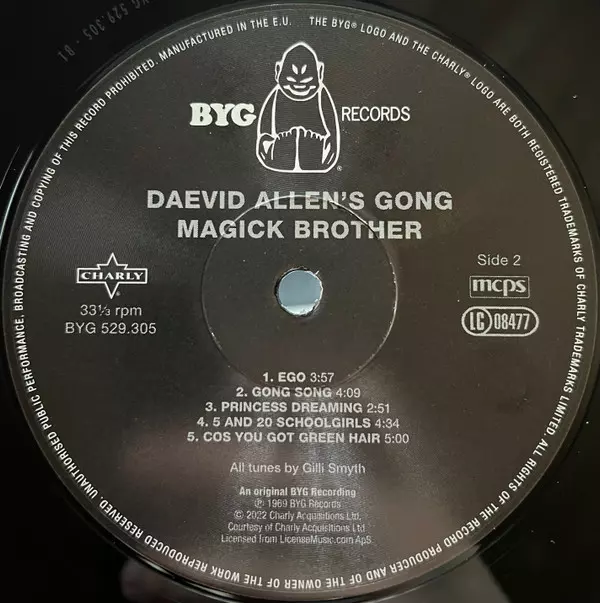 MANUFACTURED IN THE E.U. THE BYG® LOGO AND THE CHARLY® LOGO ARE BOTH REGISTERED TRADEMARKS OF CHARLY TRADEMARKS LIMITED. ALL RIGHTS OF THE RECORD PRODUCER AND OF THE OWNER OF THE WORK REPRODUCED RESERVED. UNAUTHORISED PUBLIC PERFORMANCE, BROADCASTING AND COPYING OF THIS RECORD PROHIBITED.
BYG RECORDS
®
DAEVID ALLEN'S GONG
MAGICK BROTHER
CHARLY
33⅓ rpm
BYG 529.305
Side 2
mcps
LC 08477
1. EGO 3:57
2. GONG SONG 4:09
3. PRINCESS DREAMING 2:51
4. 5 AND 20 SCHOOLGIRLS 4:34
5. COS YOU GOT GREEN HAIR 5:00
All tunes by Gilli Smyth
An original BYG Recording
℗ 1969 BYG Records
© 2022 Charly Acquisitions Ltd.
Courtesy of Charly Acquisitions Ltd
Licensed from LicenseMusic.com ApS.
529.305 B1